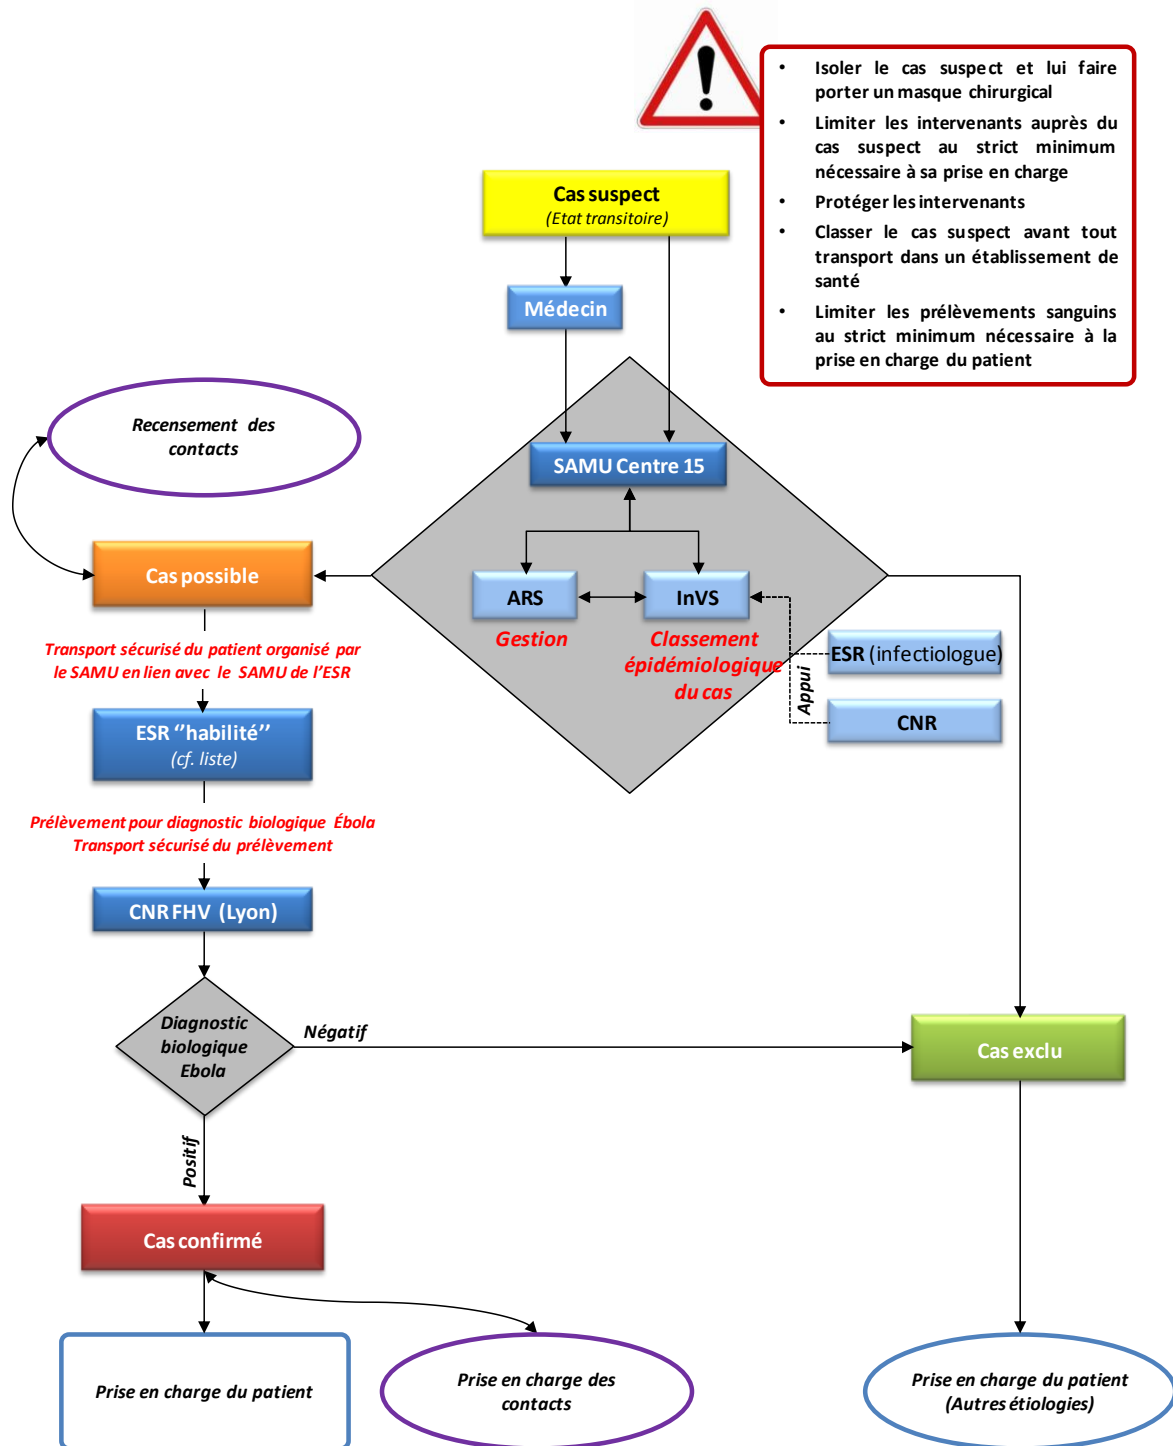 • Isoler le cas suspect et lui faire
porter un masque chirurgical
• Limiter les intervenants auprès du
cas suspect au strict minimum
nécessaire à sa prise en charge
• Protéger les intervenants
• Classer le cas suspect avant tout
transport dans un établissement de
santé
• Limiter les prélèvements sanguins
au strict minimum nécessaire à la
prise en charge du patient
Cas suspect
(Etat transitoire)
Médecin
Recensement des
contacts
SAMU Centre 15
Cas possible
ARS
InVS
Gestion
Classement
épidémiologique
du cas
ESR (infectiologue)
Appui
CNR
Transport sécurisé du patient organisé par
le SAMU en lien avec le SAMU de l’ESR
ESR ‘’habilité’’
(cf. liste)
Prélèvement pour diagnostic biologique Ébola
Transport sécurisé du prélèvement
CNR FHV (Lyon)
Diagnostic
biologique
Ebola
Négatif
Cas exclu
Positif
Cas confirmé
Prise en charge du patient
Prise en charge des
contacts
Prise en charge du patient
(Autres étiologies)